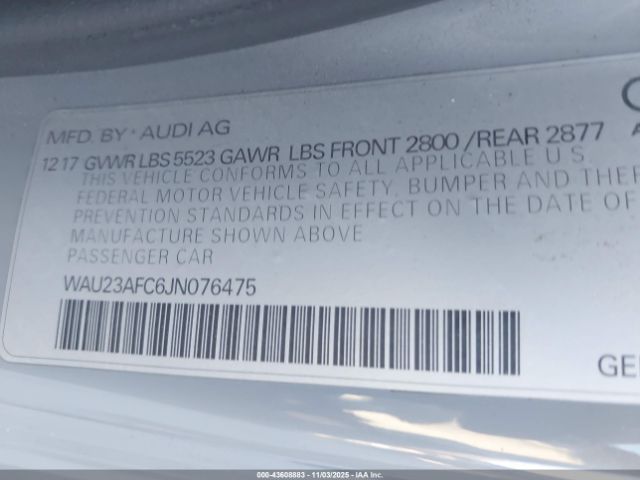 MFD. BY * AUDI AG
12 17 GVWR LBS 5523 GAWR LBS FRONT 2800 / REAR 2877
THIS VEHICLE CONFORMS TO ALL APPLICABLE U S
FEDERAL MOTOR VEHICLE SAFETY, BUMPER AND THEF
PREVENTION STANDARDS IN EFFECT ON THE DATE OF
MANUFACTURE SHOWN ABOVE
PASSENGER CAR
WAU23AFC6JN076475
GE
000-43608883 - 11/03/2025 - IAA Inc.